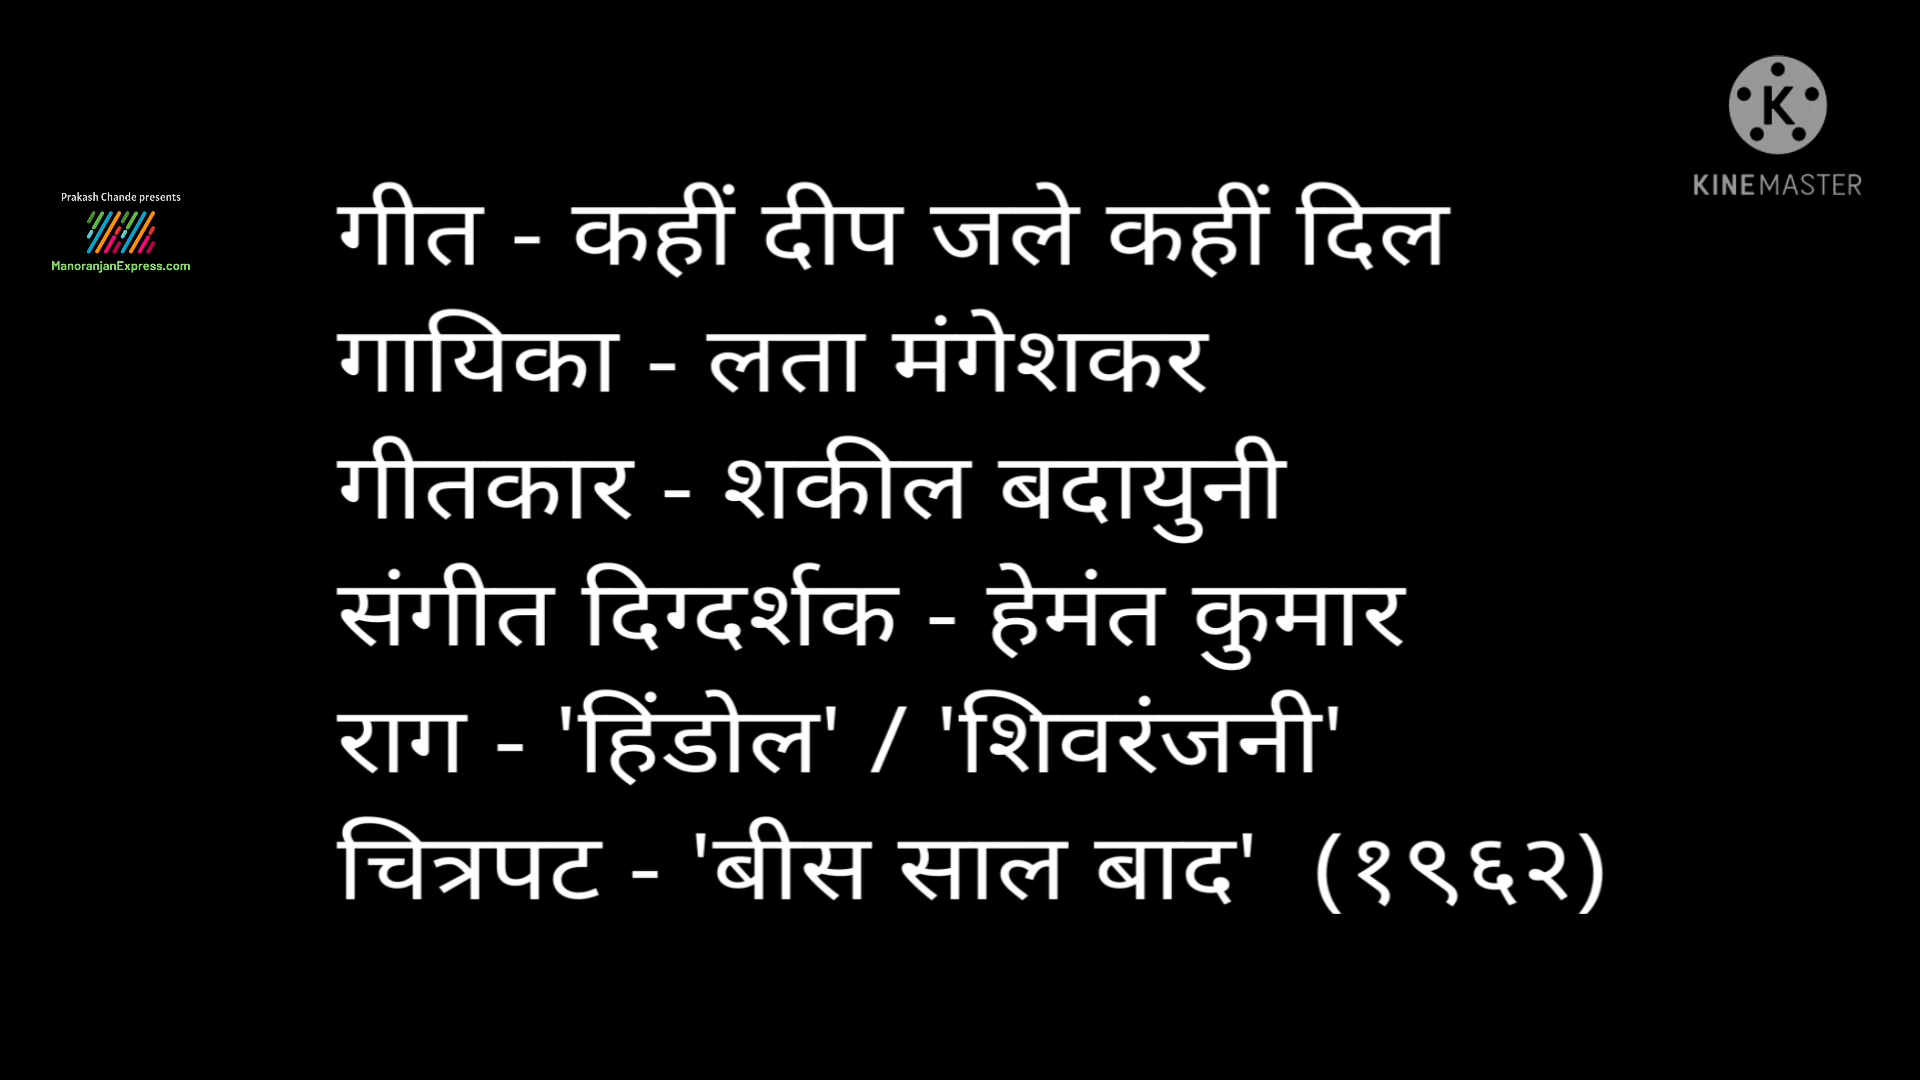 Prakash Chande presents
ManoranjanExpress.com
K
KINEMASTER
गीत - कहीं दीप जले कहीं दिल
गायिका - लता मंगेशकर
गीतकार - शकील बदायुनी
संगीत दिग्दर्शक - हेमंत कुमार
राग - 'हिंडोल' / 'शिवरंजनी'
चित्रपट - 'बीस साल बाद' (१९६२)